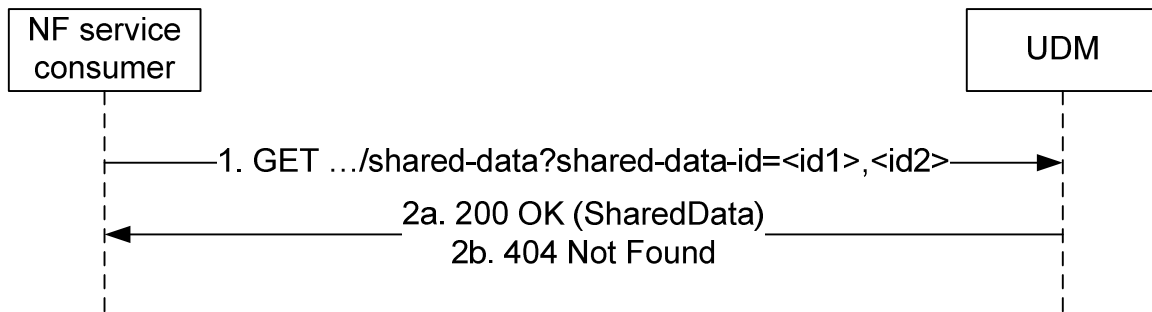 NF service
consumer
UDM
1. GET …/shared-data?shared-data-id=<id1>,<id2>
2a. 200 OK (SharedData)
2b. 404 Not Found